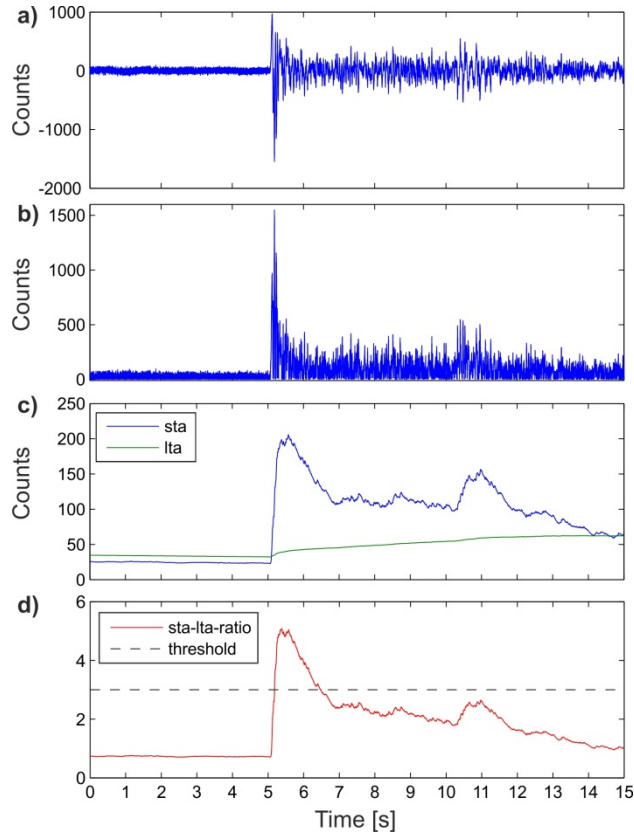 a)
1000
0
-1000
-2000
Counts
b)
1500
1000
500
0
Counts
c)
250
200
150
100
50
0
Counts
sta
lta
d)
6
4
2
0
sta-lta-ratio
threshold
0 1 2 3 4 5 6 7 8 9 10 11 12 13 14 15
Time [s]